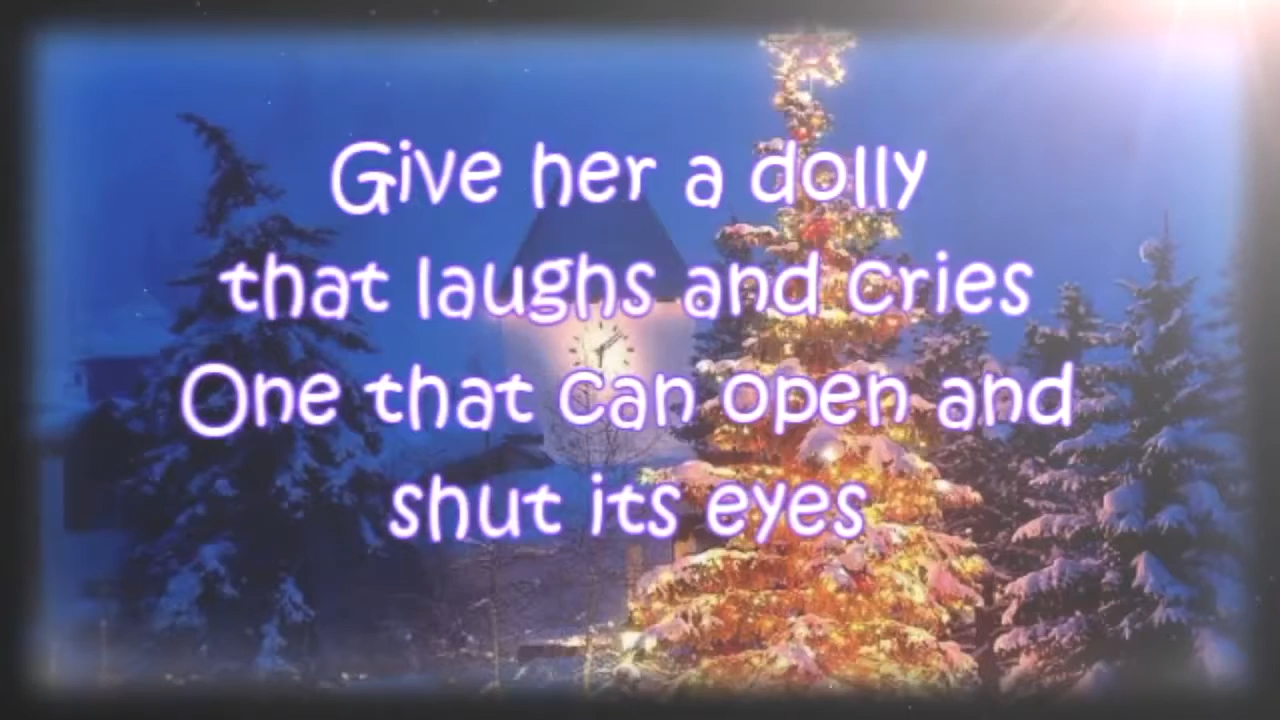 Give her a dolly
that laughs and cries
One that can open and
shut its eyes